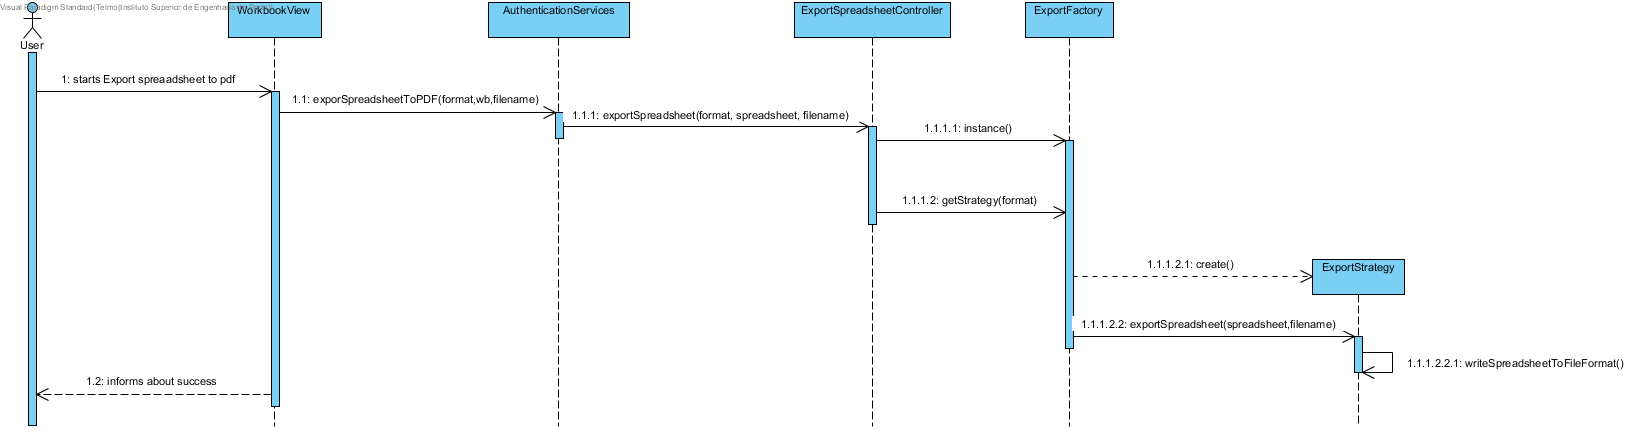 Visual Paradigm Standard(Telmo(Instituto Superior de Engenharia do Porto))
User
WorkbookView
AuthenticationServices
ExportSpreadsheetController
ExportFactory
1: starts Export spreaadsheet to pdf
1.1: exporSpreadsheetToPDF(format,wb,filename)
1.1.1: exportSpreadsheet(format, spreadsheet, filename)
1.1.1.1: instance()
1.1.1.2: getStrategy(format)
1.1.1.2.1: create()
ExportStrategy
1.1.1.2.2: exportSpreadsheet(spreadsheet,filename)
1.1.1.2.2.1: writeSpreadsheetToFileFormat()
1.2: informs about success